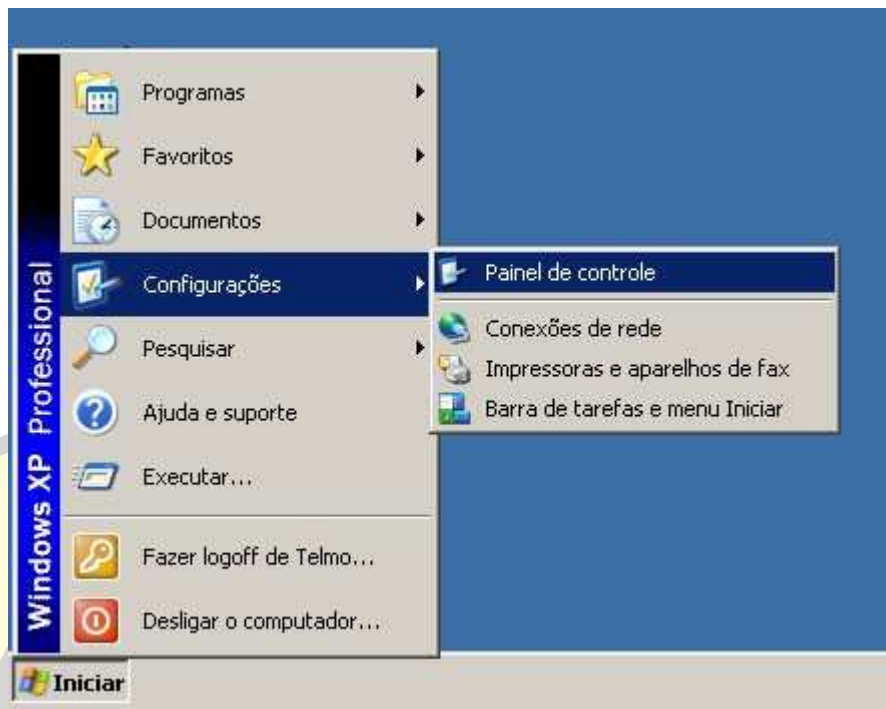 Programas
Favoritos
Documentos
Configurações
Pesquisar
Ajuda e suporte
Executar...
Fazer logoff de Telmo...
Desligar o computador...
Painel de controle
Conexões de rede
Impressoras e aparelhos de fax
Barra de tarefas e menu Iniciar
Windows XP Professional
Iniciar